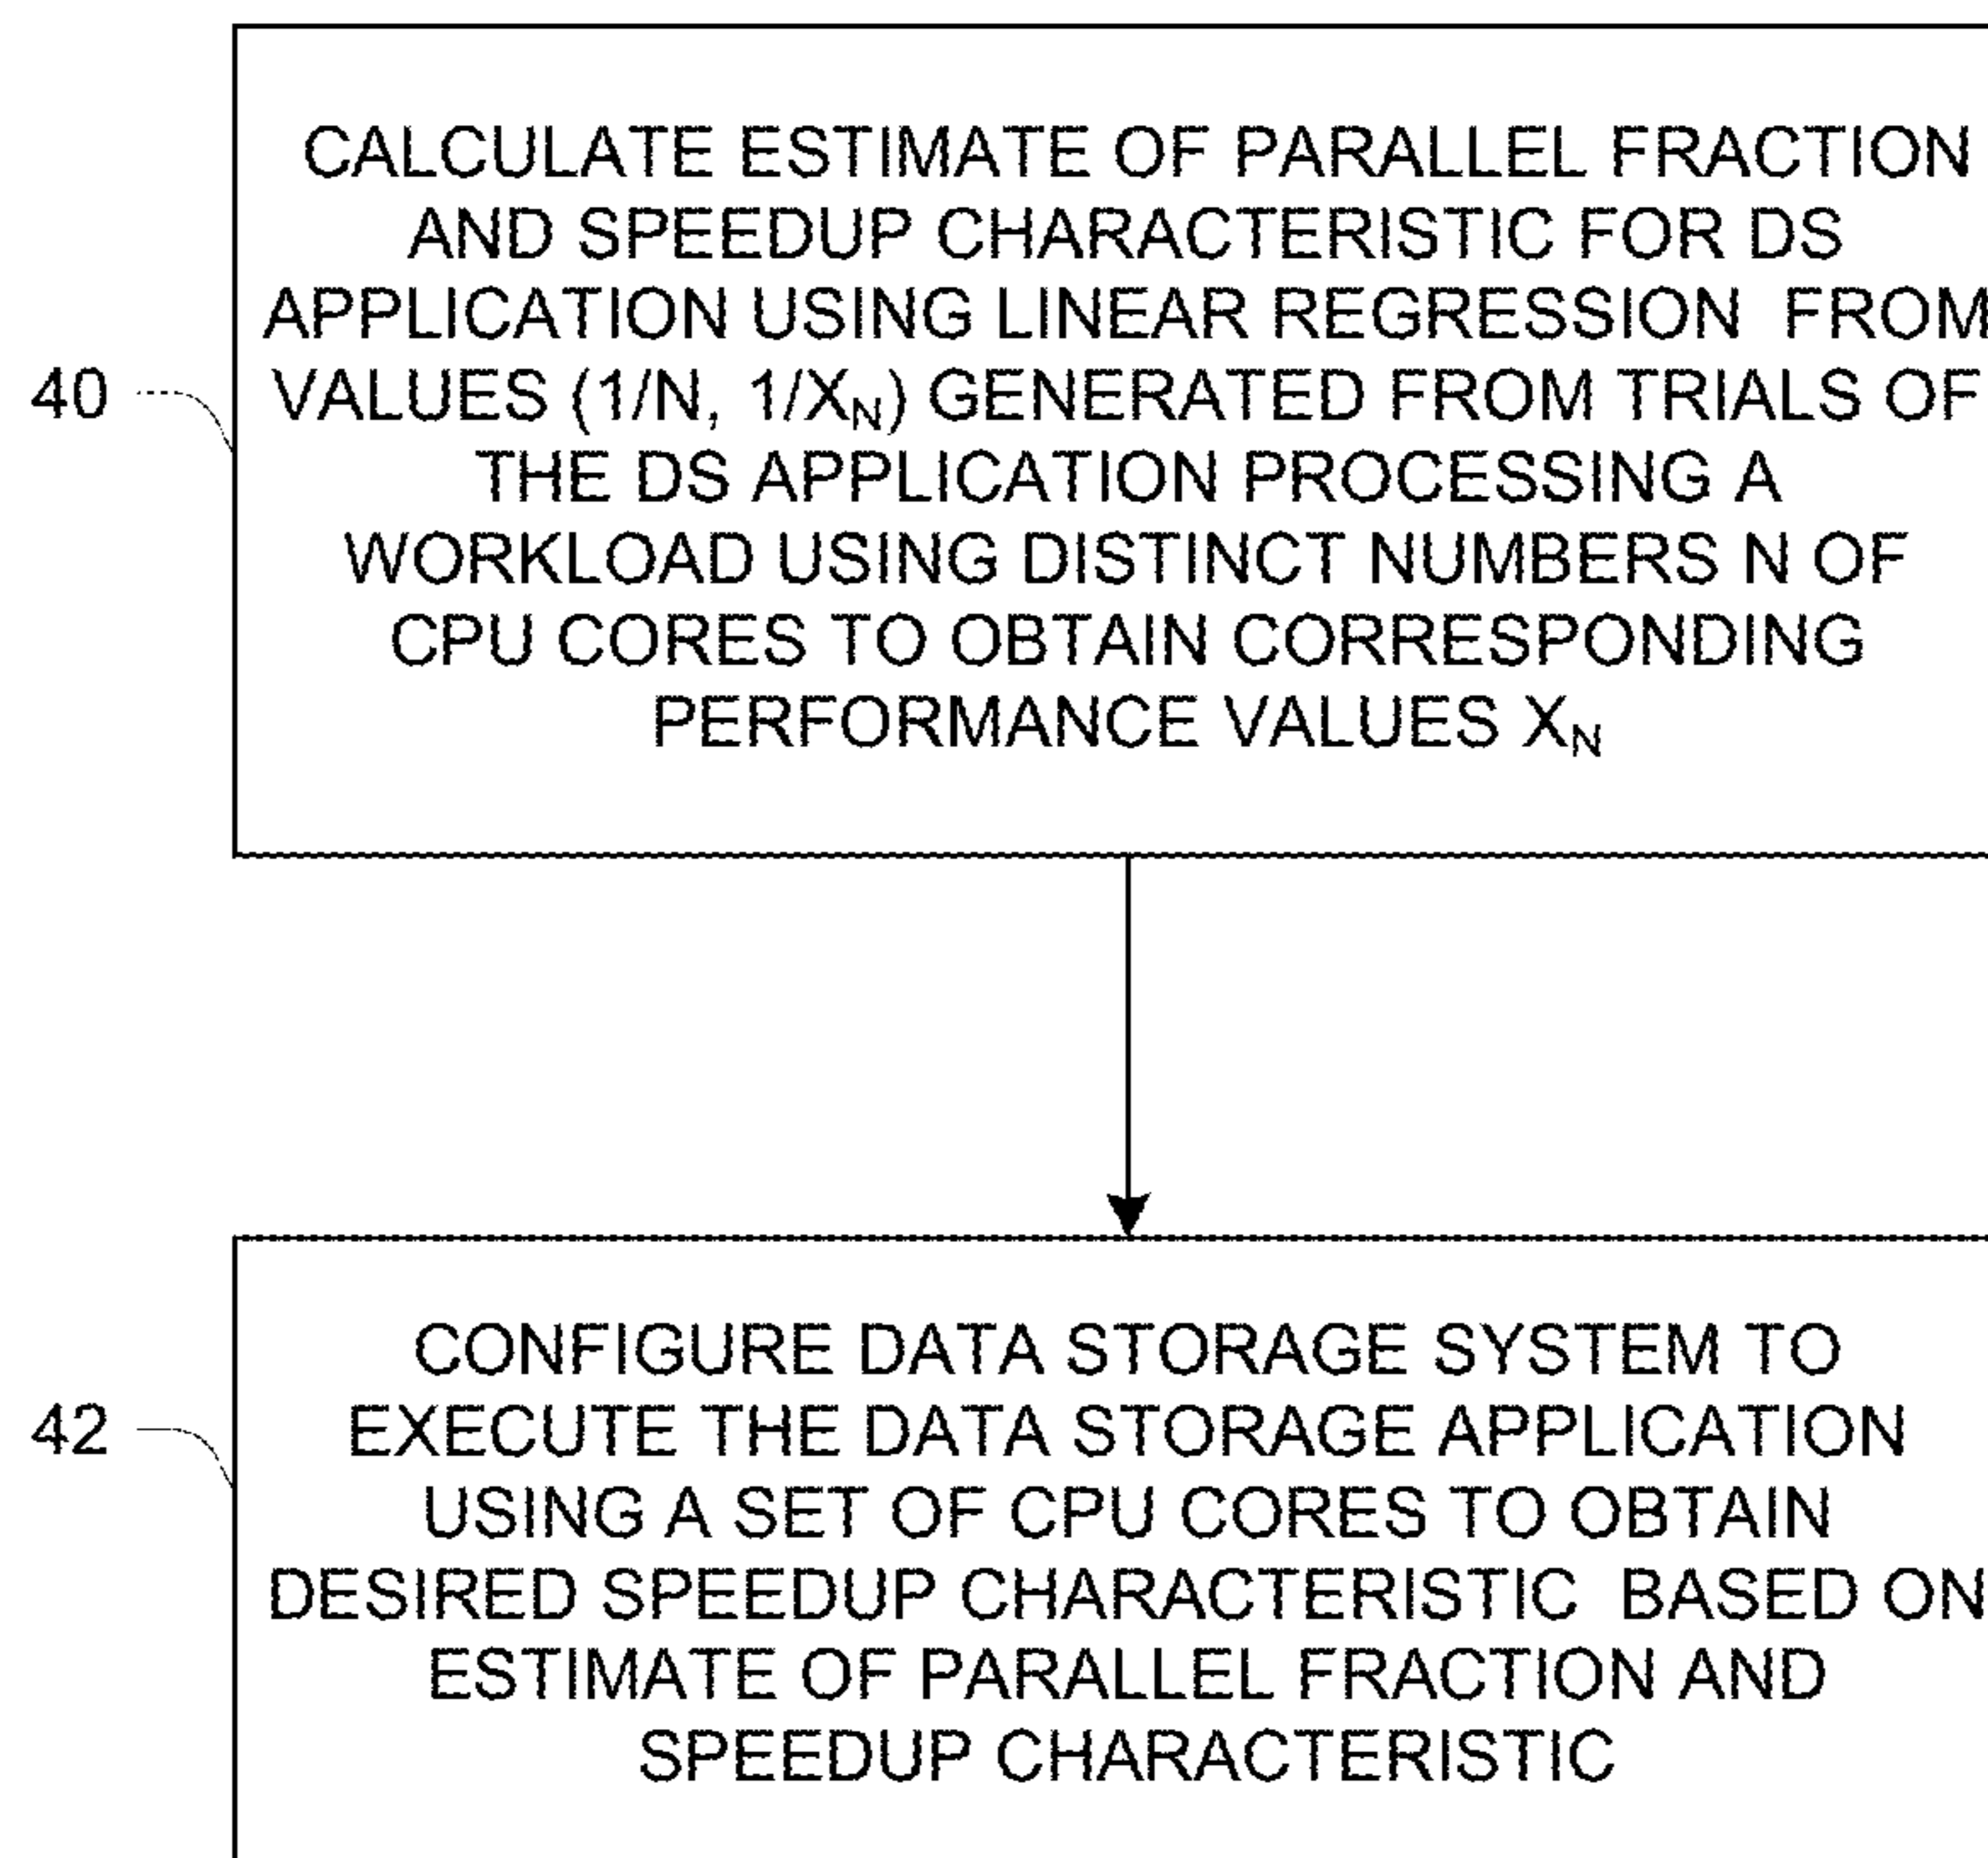 CALCULATE ESTIMATE OF PARALLEL FRACTION
AND SPEEDUP CHARACTERISTIC FOR DS
APPLICATION USING LINEAR REGRESSION FROM
40
VALUES (1/N, 1/X_N) GENERATED FROM TRIALS OF
THE DS APPLICATION PROCESSING A
WORKLOAD USING DISTINCT NUMBERS N OF
CPU CORES TO OBTAIN CORRESPONDING
PERFORMANCE VALUES X_N
CONFIGURE DATA STORAGE SYSTEM TO
42
EXECUTE THE DATA STORAGE APPLICATION
USING A SET OF CPU CORES TO OBTAIN
DESIRED SPEEDUP CHARACTERISTIC BASED ON
ESTIMATE OF PARALLEL FRACTION AND
SPEEDUP CHARACTERISTIC